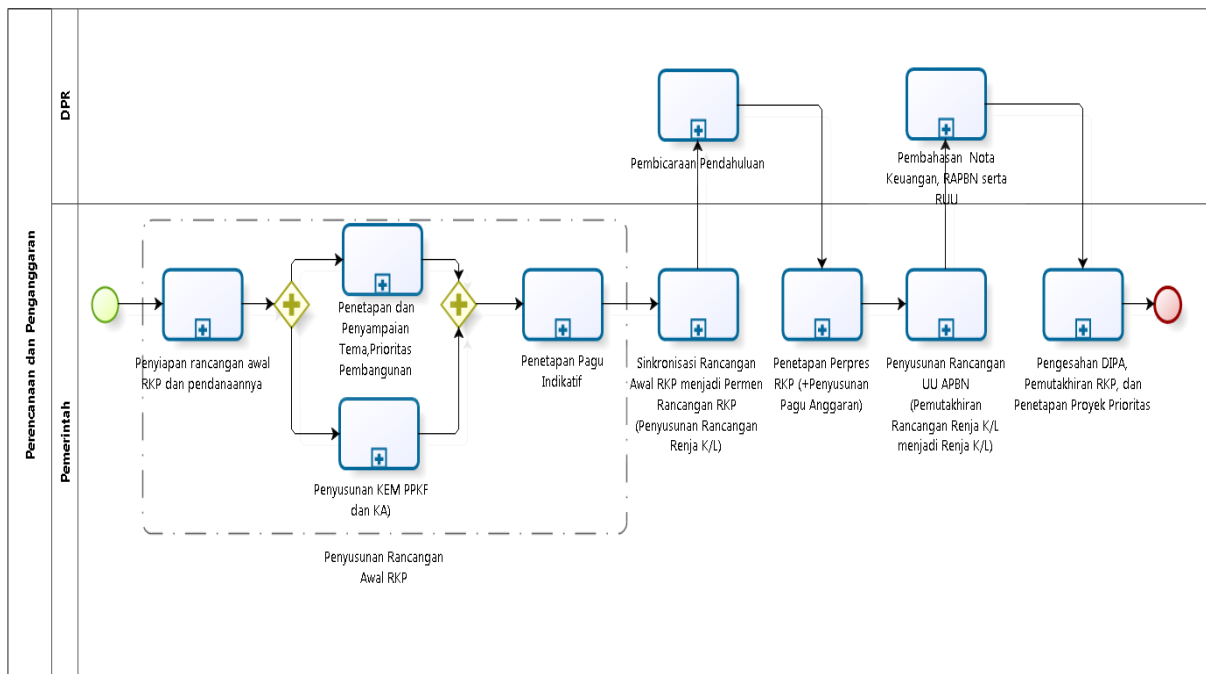 Perencanaan dan Penganggaran
DPR
Pembicaraan Pendahuluan
Pembahasan Nota
Keuangan, RAPBN serta
RUU
Pemerintah
Penyiapan rancangan awal
RKP dan pendanaannya
Penetapan dan
Penyampaian
Tema,Prioritas
Pembangunan
Penyusunan KEM PPKF
dan KA)
Penetapan Pagu
Indikatif
Penyusunan Rancangan
Awal RKP
Sinkronisasi Rancangan
Awal RKP menjadi Permen
Rancangan RKP
(Penyusunan Rancangan
Renja K/L)
Penetapan Perpres
RKP (+Penyusunan
Pagu Anggaran)
Penyusunan Rancangan
UU APBN
(Pemutakhiran
Rancangan Renja K/L
menjadi Renja K/L)
Pengesahan DIPA,
Pemutakhiran RKP, dan
Penetapan Proyek Prioritas